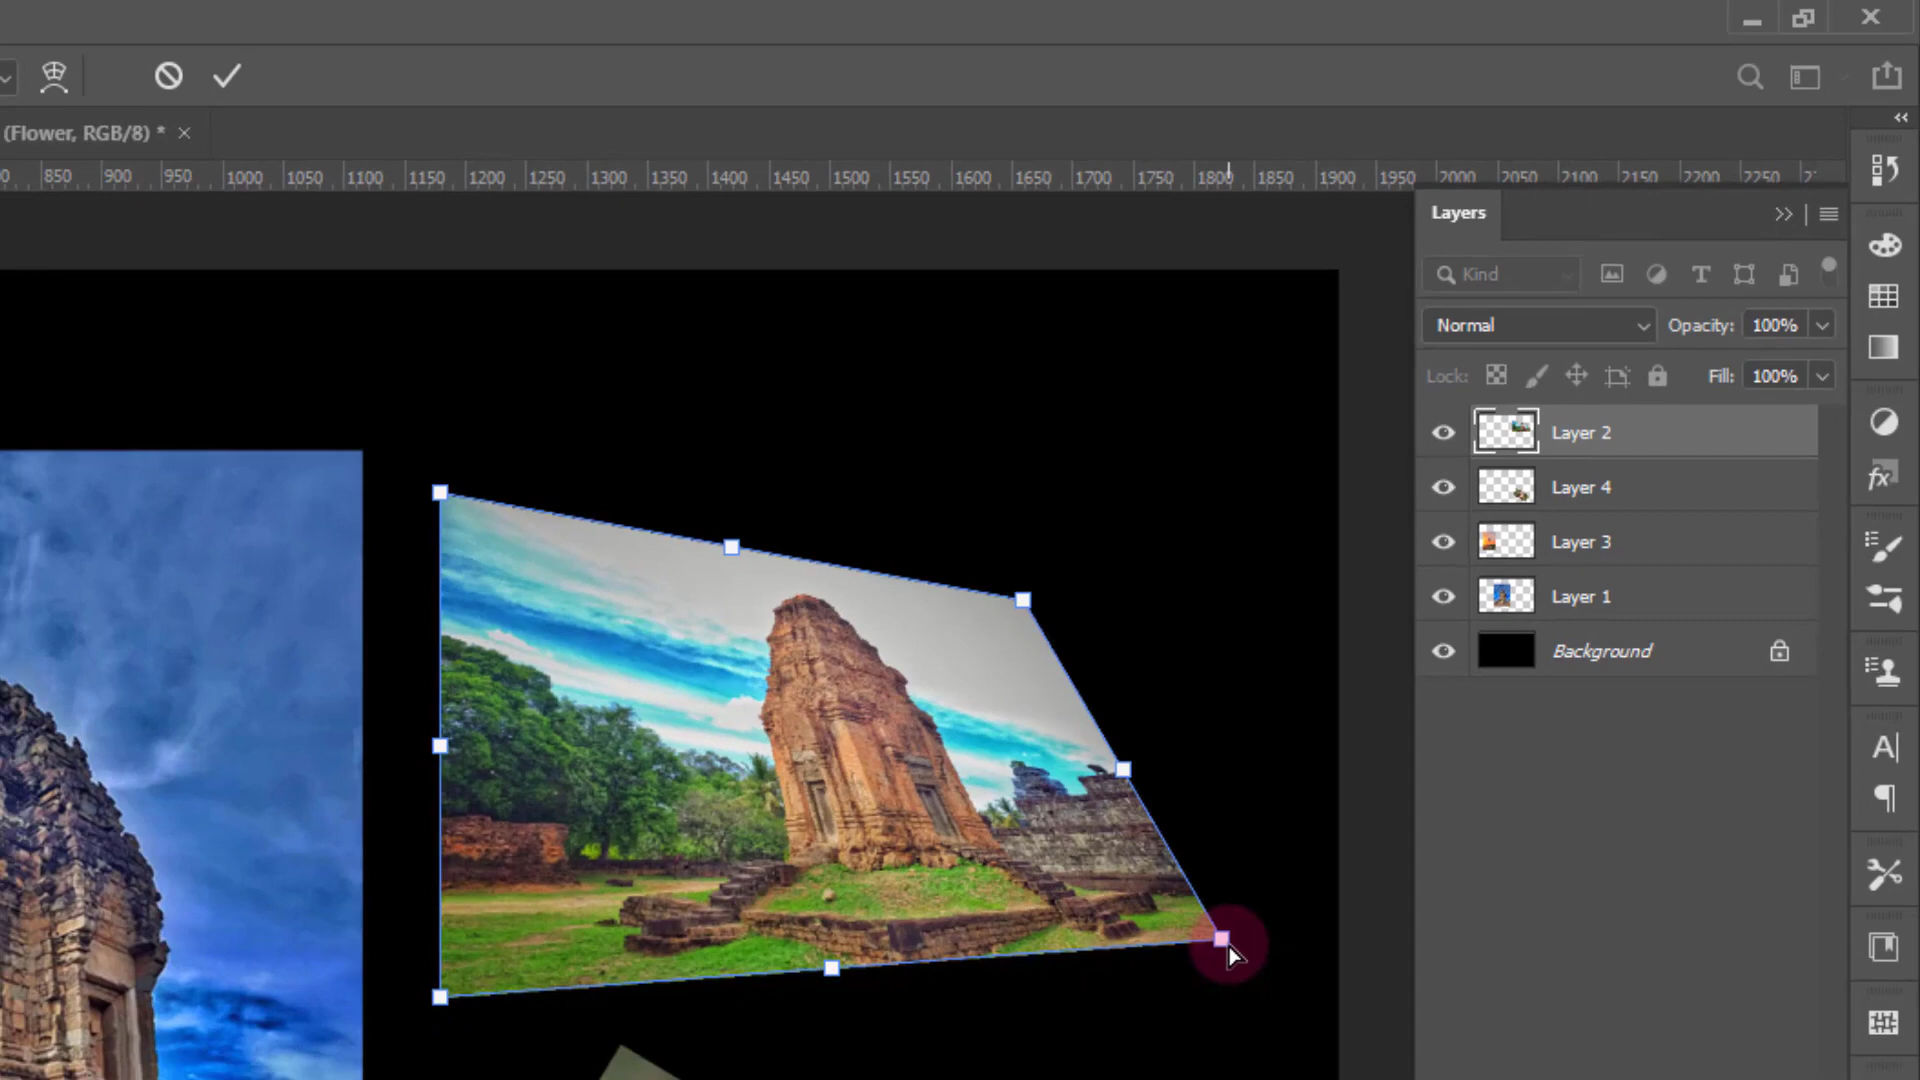 (Flower, RGB/8) *
0 850 900 950 1000 1050 1100 1150 1200 1250 1300 1350 1400 1450 1500 1550 1600 1650 1700 1750 1800 1850 1900 1950 2000 2050 2100 2150 2200 2250
Layers
Kind
Normal Opacity: 100%
Lock: Fill: 100%
Layer 2
Layer 4
fx
Layer 3
Layer 1
Background
A